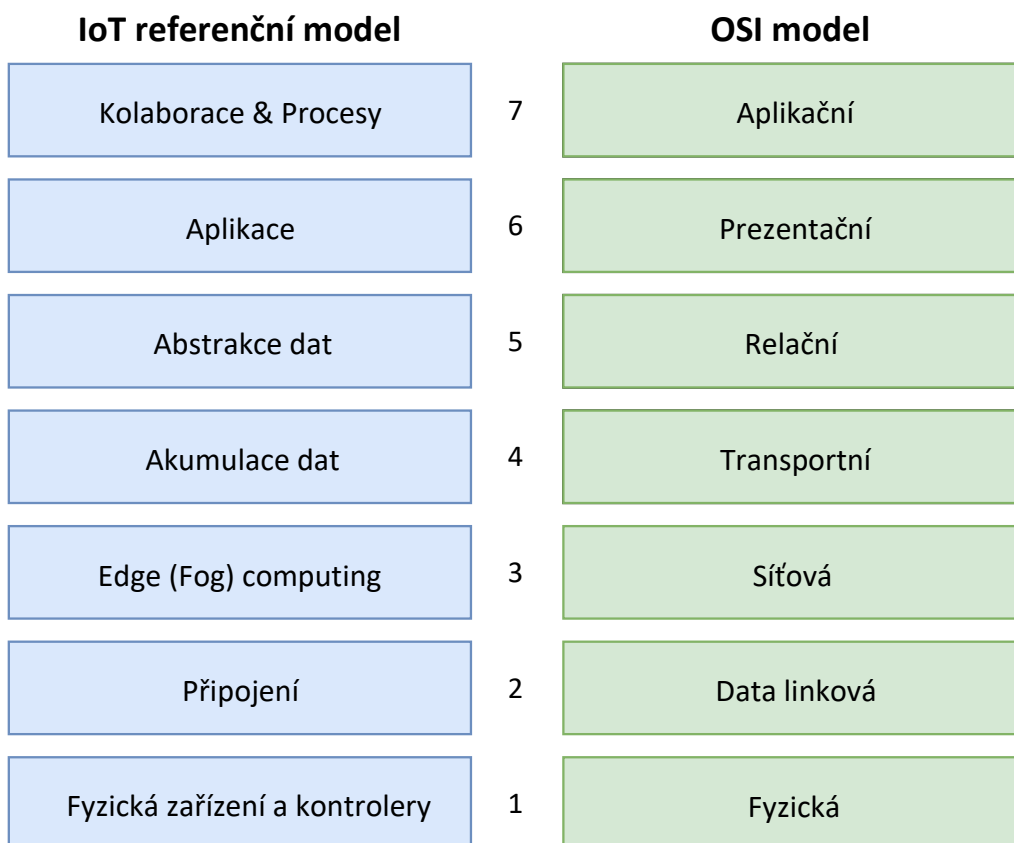 IoT referenční model
OSI model
Kolaborace & Procesy
7
Aplikační
Aplikace
6
Prezentační
Abstrakce dat
5
Relační
Akumulace dat
4
Transportní
Edge (Fog) computing
3
Síťová
Připojení
2
Data linková
Fyzická zařízení a kontrolery
1
Fyzická